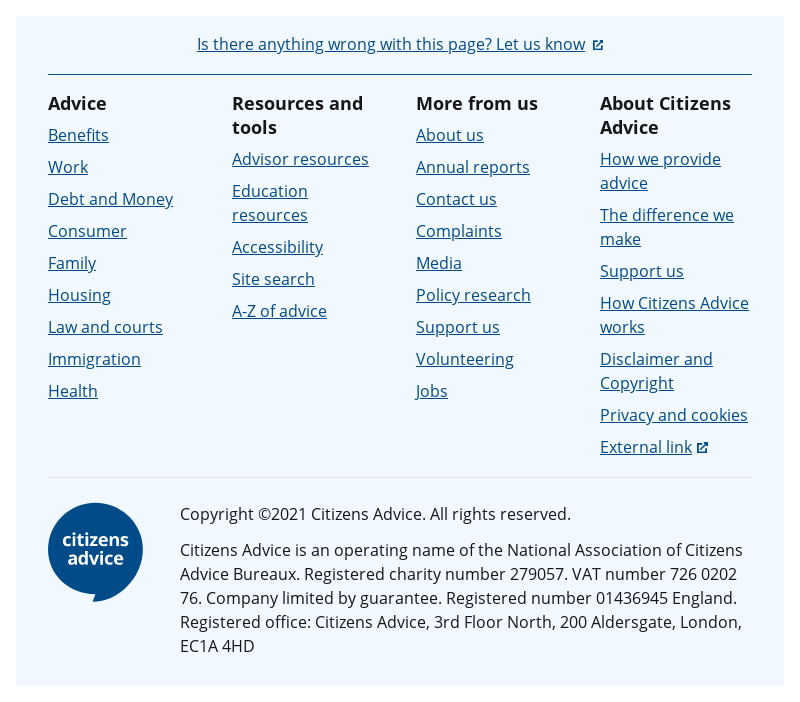 Is there anything wrong with this page? Let us know
Advice
Benefits
Work
Debt and Money
Consumer
Family
Housing
Law and courts
Immigration
Health
Resources and
tools
Advisor resources
Education
resources
Accessibility
Site search
A-Z of advice
More from us
About us
Annual reports
Contact us
Complaints
Media
Policy research
Support us
Volunteering
Jobs
About Citizens
Advice
How we provide
advice
The difference we
make
Support us
How Citizens Advice
works
Disclaimer and
Copyright
Privacy and cookies
External link
citizens
advice
Copyright ©2021 Citizens Advice. All rights reserved.
Citizens Advice is an operating name of the National Association of Citizens
Advice Bureaux. Registered charity number 279057. VAT number 726 0202
76. Company limited by guarantee. Registered number 01436945 England.
Registered office: Citizens Advice, 3rd Floor North, 200 Aldersgate, London,
EC1A 4HD